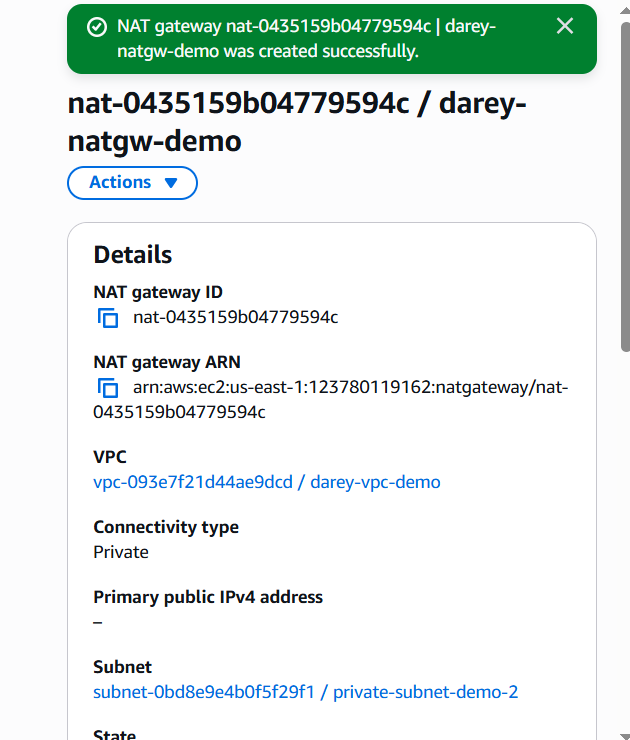 NAT gateway nat-0435159b04779594c | darey-
natgw-demo was created successfully.
nat-0435159b04779594c / darey-
natgw-demo
Actions
Details
NAT gateway ID
nat-0435159b04779594c
NAT gateway ARN
arn:aws:ec2:us-east-1:123780119162:natgateway/nat-
0435159b04779594c
VPC
vpc-093e7f21d44ae9dcd / darey-vpc-demo
Connectivity type
Private
Primary public IPv4 address
–
Subnet
subnet-0bd8e9e4b0f5f29f1 / private-subnet-demo-2
State